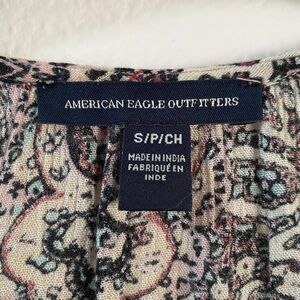 AMERICAN EAGLE OUTFITTERS
S/P/CH
MADE IN INDIA
FABRIQUÉ EN
INDE